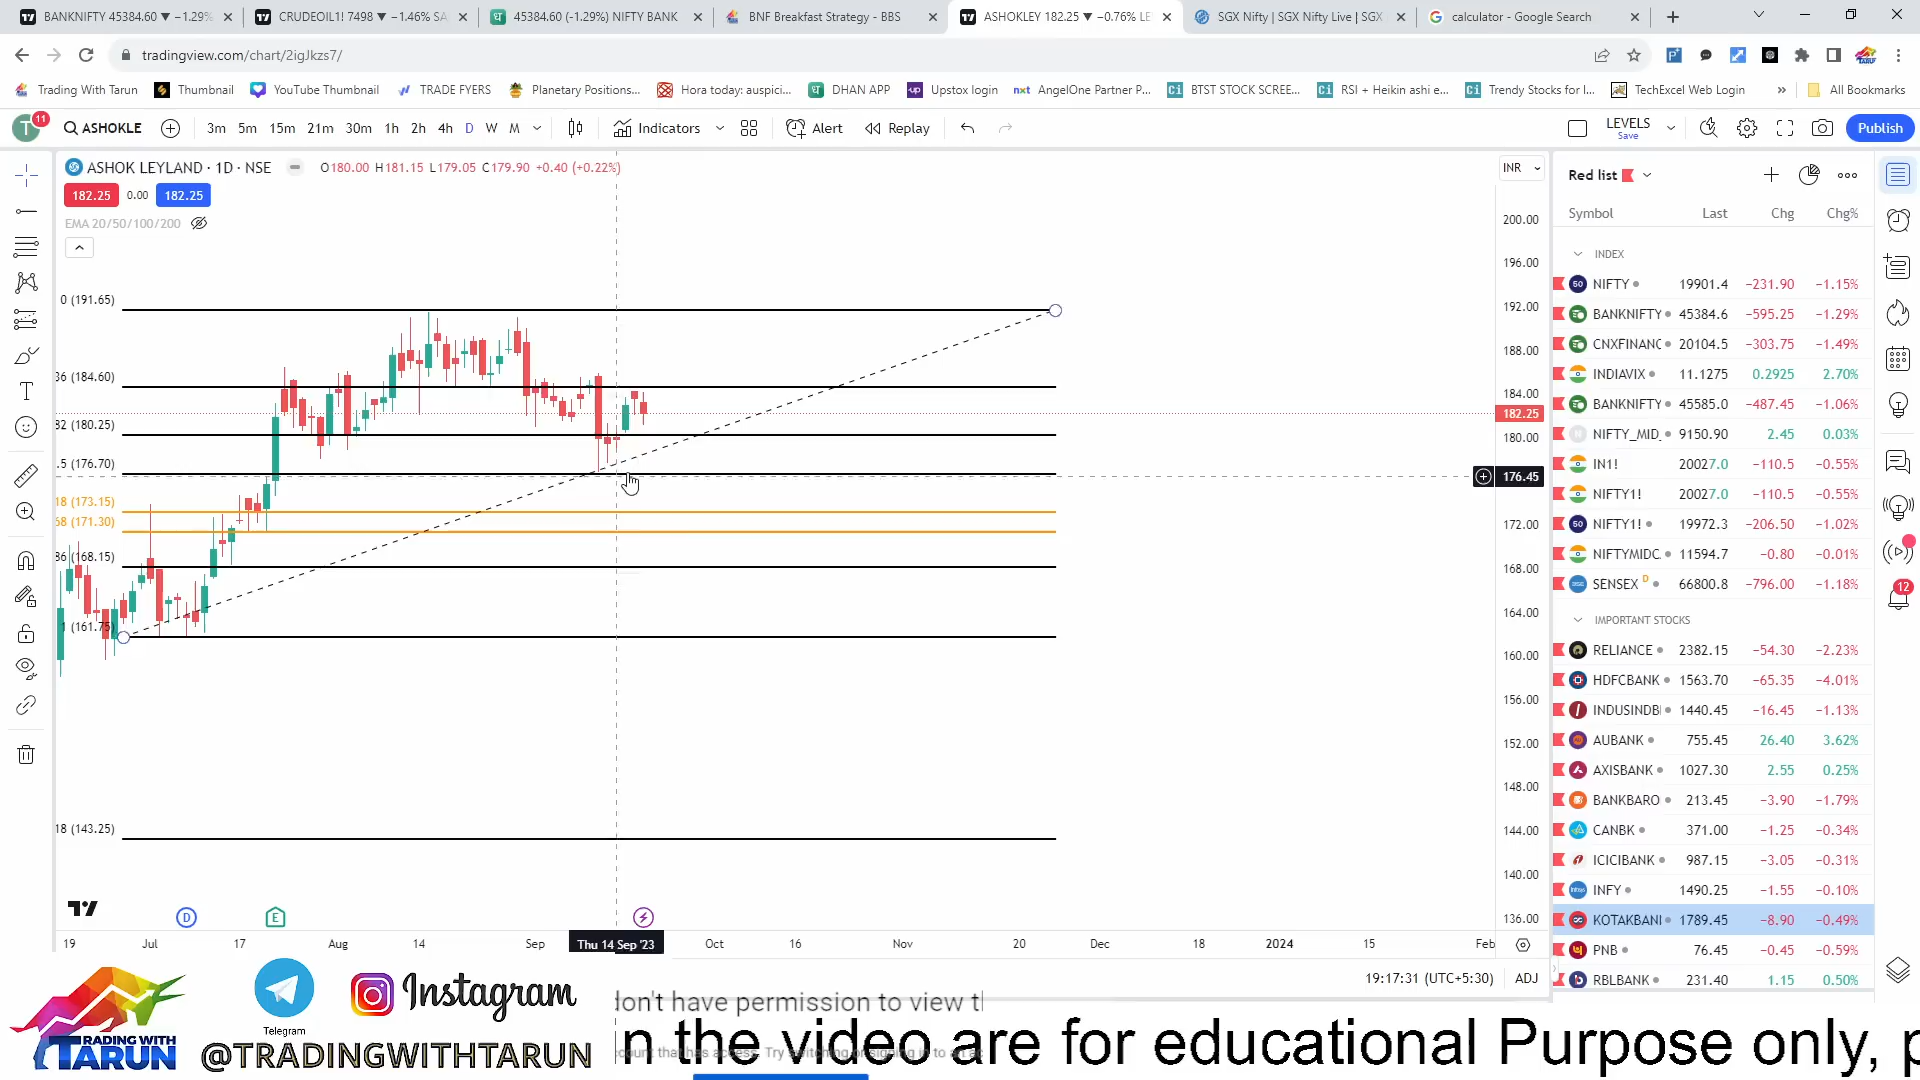 BANKNIFTY 45384.60 ▼ −1.29%
CRUDEOIL1! 7498 ▼ −1.46% SA
45384.60 (-1.29%) NIFTY BANK
BNF Breakfast Strategy - BBS
ASHOKLEY 182.25 ▼ −0.76% LE
SGX Nifty | SGX Nifty Live | SGX
calculator - Google Search
tradingview.com/chart/2igJkzs7/
Trading With Tarun
Thumbnail
YouTube Thumbnail
TRADE FYERS
Planetary Positions...
Hora today: auspici...
DHAN APP
Upstox login
AngelOne Partner P...
BTST STOCK SCREE...
RSI + Heikin ashi e...
Trendy Stocks for I...
TechExcel Web Login
»
All Bookmarks
T 11
ASHOKLE
3m 5m 15m 21m 30m 1h 2h 4h D W M
Indicators
Alert
Replay
LEVELS
Save
Publish
ASHOK LEYLAND · 1D · NSE
O180.00 H181.15 L179.05 C179.90 +0.40 (+0.22%)
INR
182.25 0.00 182.25
EMA 20/50/100/200
0 (191.65)
36 (184.60)
82 (180.25)
.5 (176.70)
18 (173.15)
58 (171.30)
86 (168.15)
1 (161.75)
18 (143.25)
200.00
196.00
192.00
188.00
184.00
182.25
180.00
176.45
172.00
168.00
164.00
160.00
156.00
152.00
148.00
144.00
140.00
136.00
D
E
19 Jul 17 Aug 14 Sep Thu 14 Sep '23 Oct 16 Nov 20 Dec 18 2024 15 Feb
19:17:31 (UTC+5:30) ADJ
Red list
Symbol Last Chg Chg%
INDEX
NIFTY 19901.4 −231.90 −1.15%
BANKNIFTY 45384.6 −595.25 −1.29%
CNXFINANC 20104.5 −303.75 −1.49%
INDIAVIX 11.1275 0.2925 2.70%
BANKNIFTY 45585.0 −487.45 −1.06%
NIFTY_MID_ 9150.90 2.45 0.03%
IN1! 20027.0 −110.5 −0.55%
NIFTY1! 20027.0 −110.5 −0.55%
NIFTY1! 19972.3 −206.50 −1.02%
NIFTYMIDC. 11594.7 −0.80 −0.01%
SENSEX D 66800.8 −796.00 −1.18%
IMPORTANT STOCKS
RELIANCE 2382.15 −54.30 −2.23%
HDFCBANK 1563.70 −65.35 −4.01%
INDUSINDB 1440.45 −16.45 −1.13%
AUBANK 755.45 26.40 3.62%
AXISBANK 1027.30 2.55 0.25%
BANKBARO 213.45 −3.90 −1.79%
CANBK 371.00 −1.25 −0.34%
ICICIBANK 987.15 −3.05 −0.31%
INFY 1490.25 −1.55 −0.10%
KOTAKBANI 1789.45 −8.90 −0.49%
PNB 76.45 −0.45 −0.59%
RBLBANK 231.40 1.15 0.50%
12
TRADING WITH
TARUN
Telegram
Instagram
@TRADINGWITHTARUN
don't have permission to view t
n the video are for educational Purpose only, p